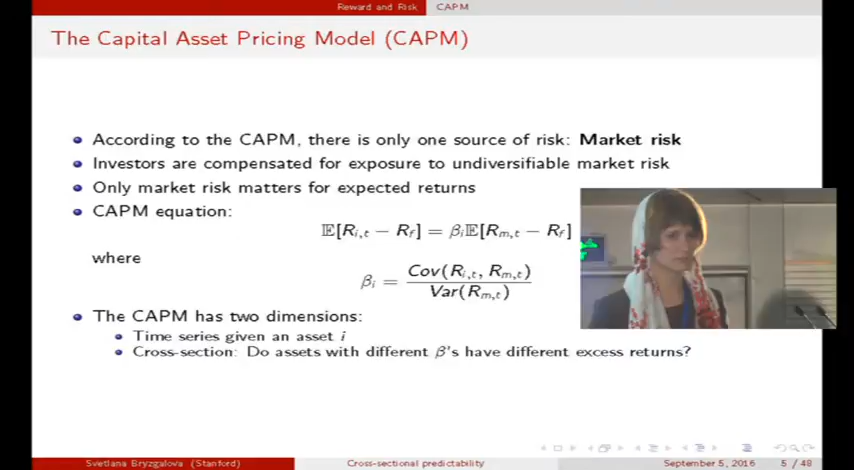 Reward and Risk CAPM
The Capital Asset Pricing Model (CAPM)
According to the CAPM, there is only one source of risk: Market risk
Investors are compensated for exposure to undiversifiable market risk
Only market risk matters for expected returns
CAPM equation:
𝔼[R_{i,t} − R_f] = β_i𝔼[R_{m,t} − R_f]
where
β_i = Cov(R_{i,t}, R_{m,t}) / Var(R_{m,t})
The CAPM has two dimensions:
Time series given an asset i
Cross-section: Do assets with different β's have different excess returns?
Svetlana Bryzgalova (Stanford) Cross-sectional predictability September 5, 2016 5 / 48